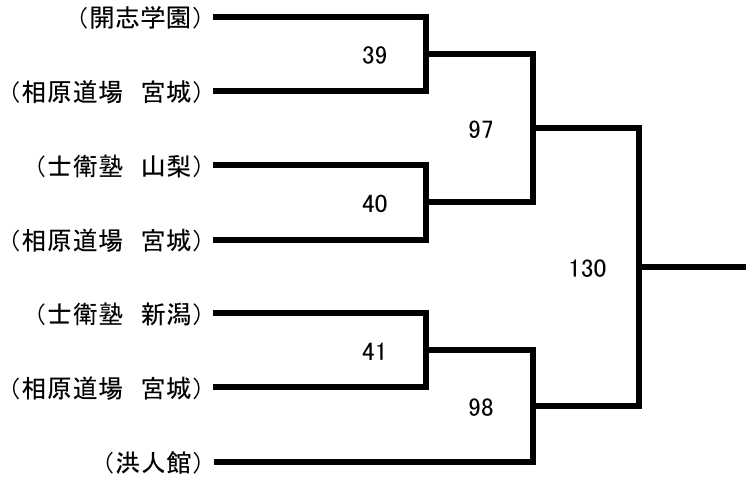 （開志学園）
39
（相原道場　宮城）
97
（士衛塾　山梨）
40
（相原道場　宮城）
130
（士衛塾　新潟）
41
（相原道場　宮城）
98
（洪人館）